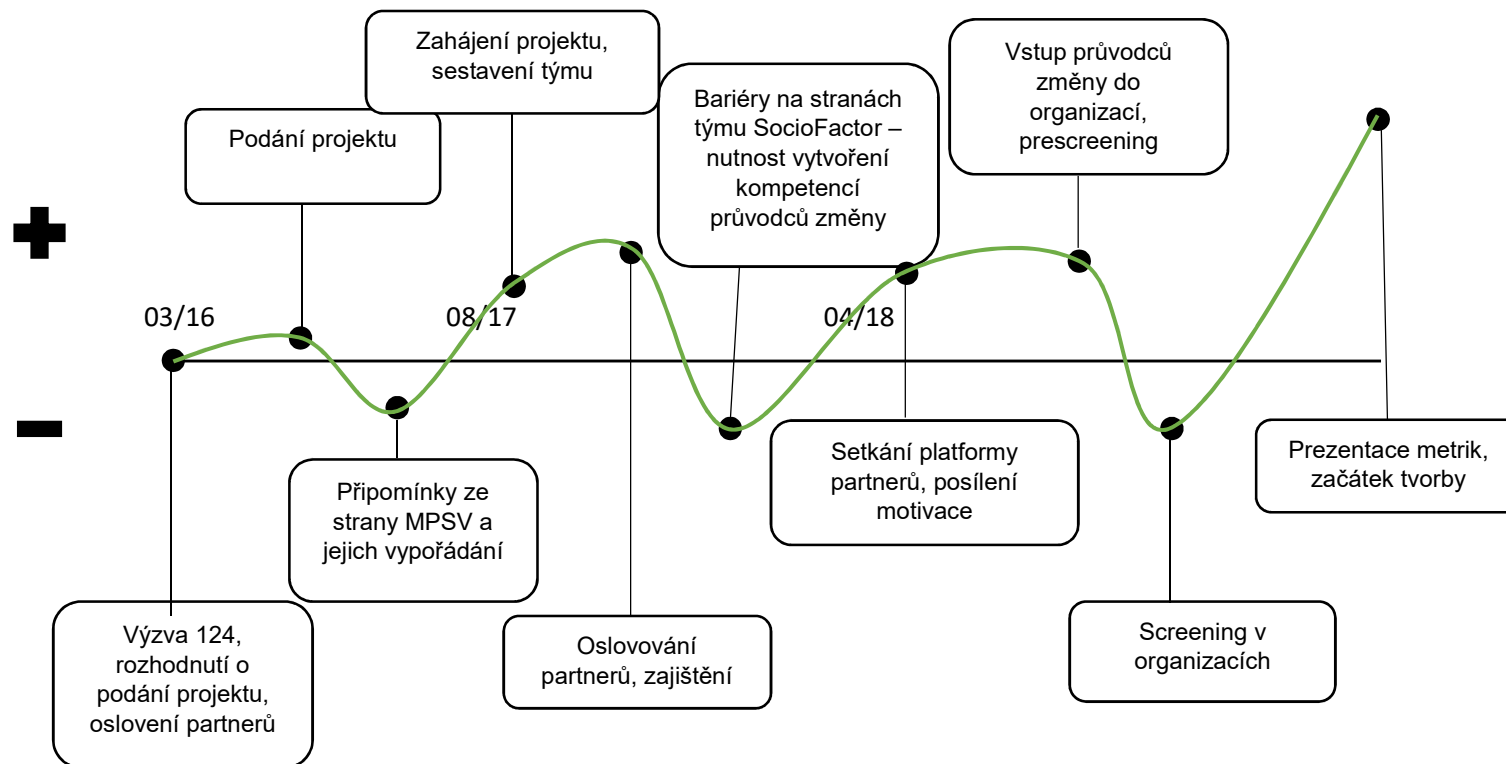 Zahájení projektu,
sestavení týmu
Vstup průvodců
změny do
organizací,
prescreening
Bariéry na stranách
týmu SocioFactor –
nutnost vytvoření
kompetencí
průvodců změny
Podání projektu
+
03/16
08/17
04/18
-
Prezentace metrik,
začátek tvorby
Setkání platformy
partnerů, posílení
motivace
Připomínky ze
strany MPSV a
jejich vypořádání
Výzva 124,
rozhodnutí o
podání projektu,
oslovení partnerů
Oslovování
partnerů, zajištění
Screening v
organizacích